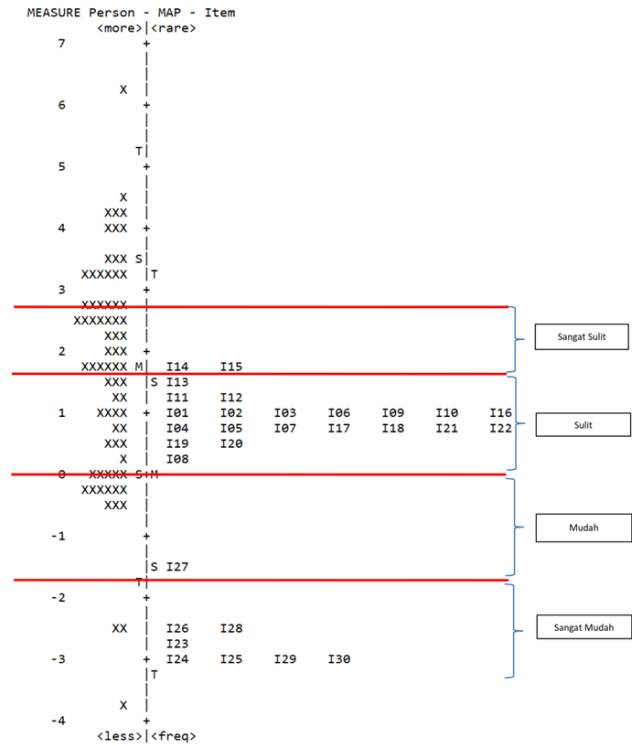 MEASURE Person - MAP - Item
<more>|<rare>
7 +
|
X |
6 +
|
|
T|
5 +
|
X |
XXX |
4 XXX +
|
XXX S|
XXXXXX |T
3 +
XXXXXX |
XXXXXXX |
XXX |
2 XXX +
XXXXXX M| I14 I15
XXX |S I13
XX | I11 I12
1 XXXX + I01 I02 I03 I06 I09 I10 I16
XX | I04 I05 I07 I17 I18 I21 I22
XXX | I19 I20
X | I08
0 XXXXX S+M
XXXXXX |
XXX |
|
-1 +
|
|S I27
T|
-2 +
|
XX | I26 I28
| I23
-3 + I24 I25 I29 I30
|T
|
X |
-4 +
<less>|<freq>
Sangat Sulit
Sulit
Mudah
Sangat Mudah